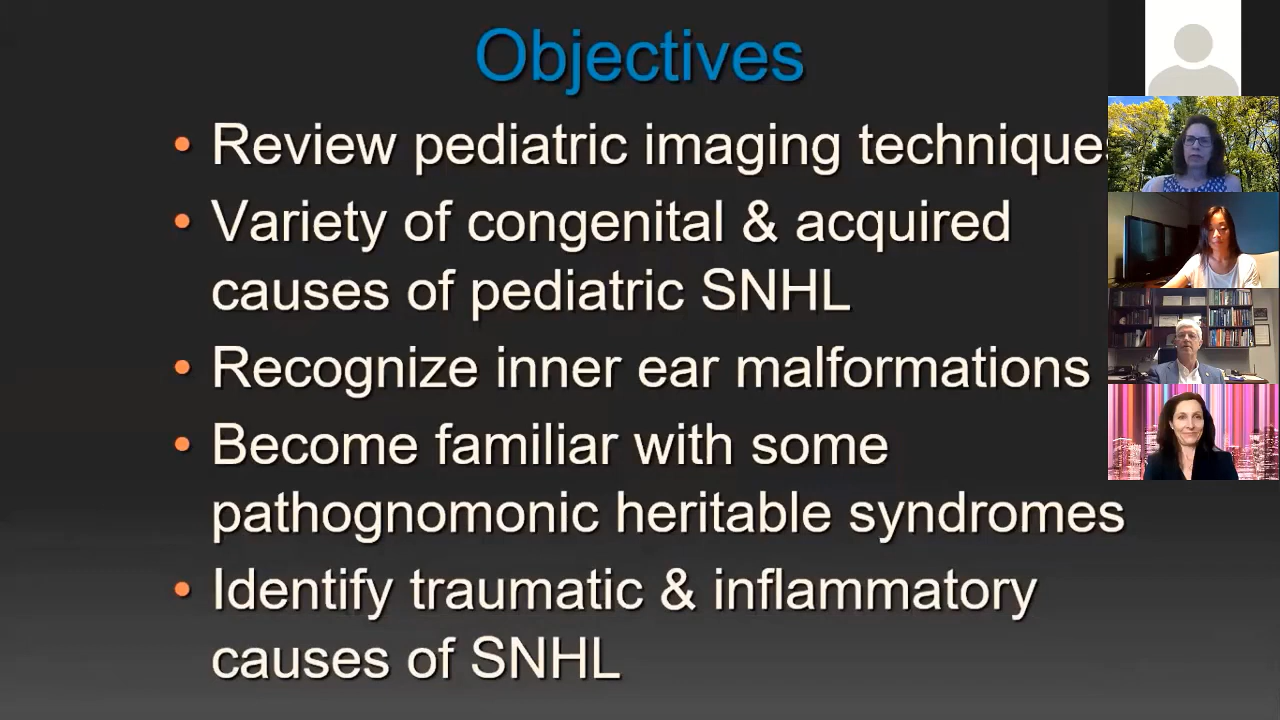 Objectives
• Review pediatric imaging techniques
• Variety of congenital & acquired
causes of pediatric SNHL
• Recognize inner ear malformations
• Become familiar with some
pathognomonic heritable syndromes
• Identify traumatic & inflammatory
causes of SNHL